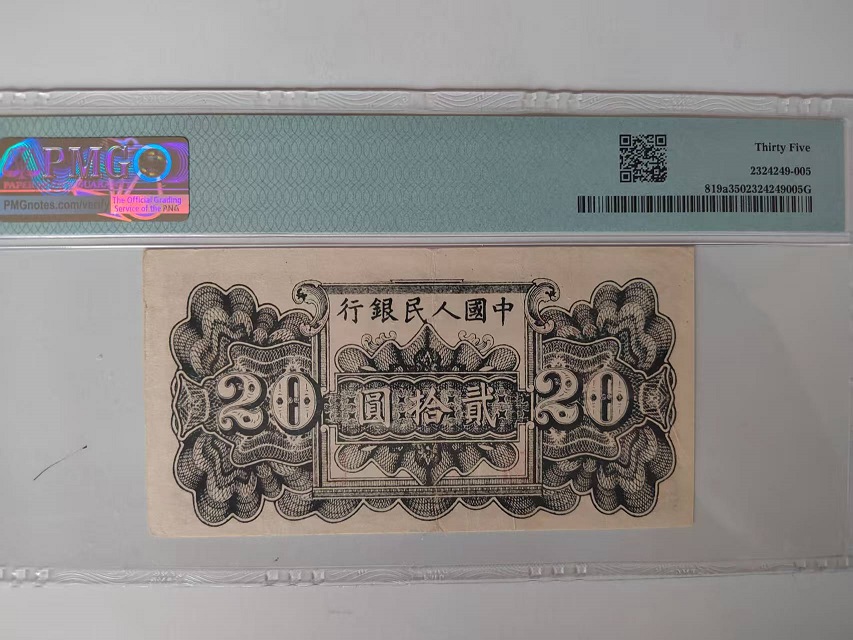 PMG
PMGnotes.com/verify
The Official Grading
Service of the PNG
Thirty Five
2324249-005
819a3502324249005G
行銀民人國中
20
圓拾貳
20